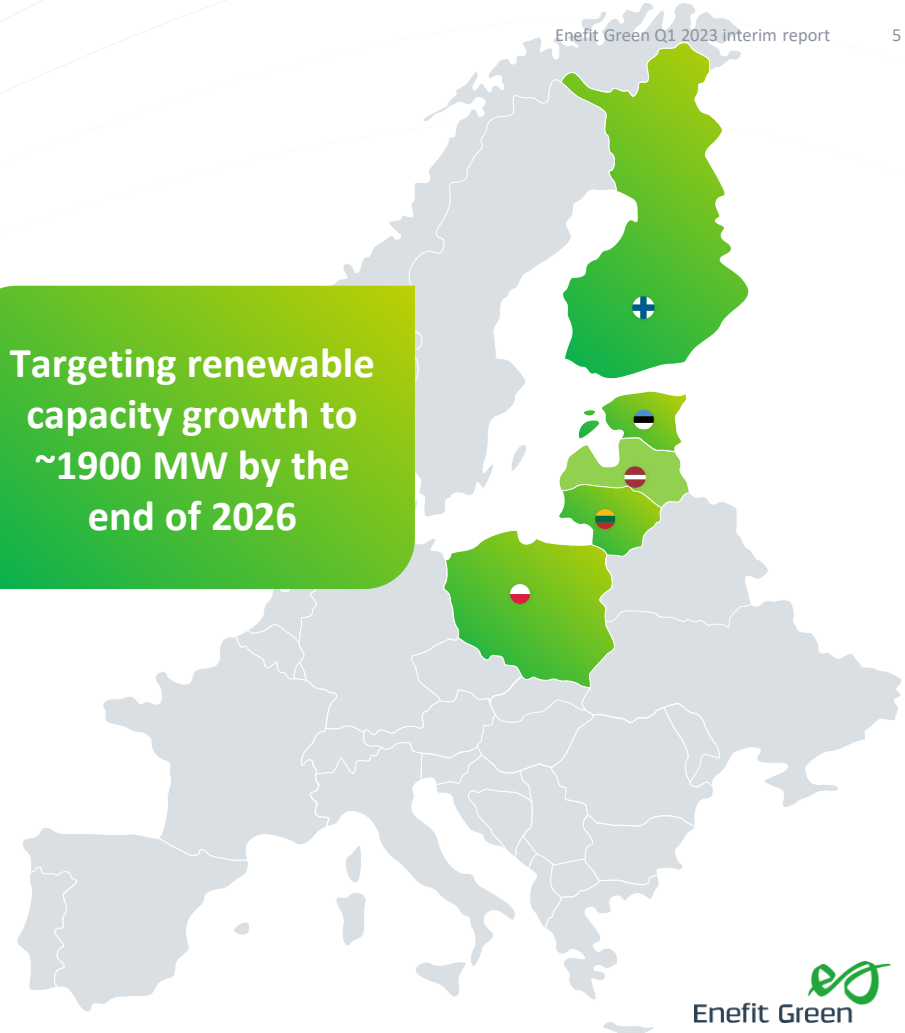 Enefit Green Q1 2023 interim report 5
Targeting renewable
capacity growth to
~1900 MW by the
end of 2026
Enefit Green